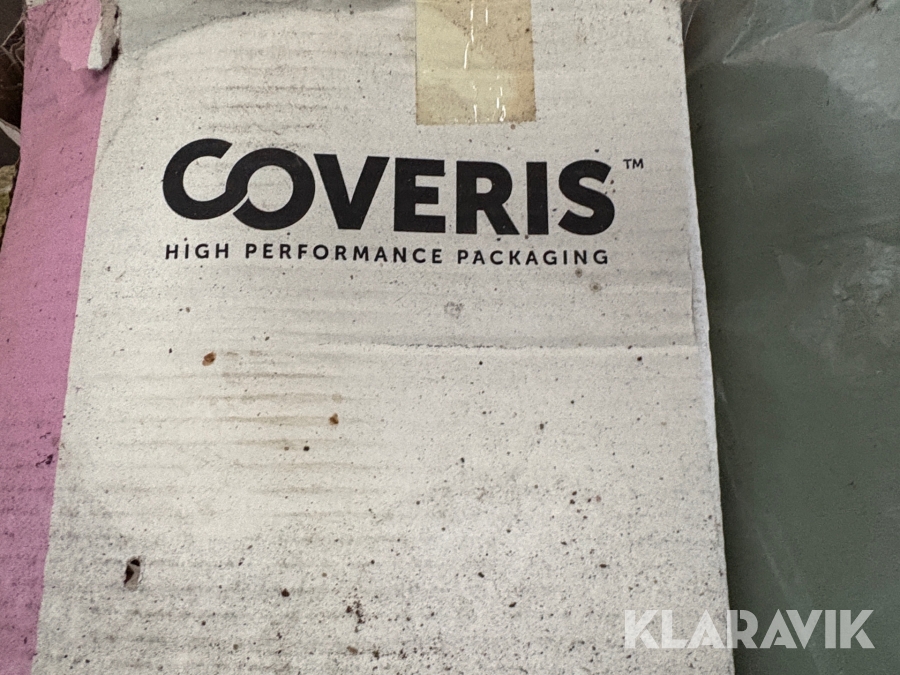 COVERIS™
HIGH PERFORMANCE PACKAGING
KLARAVIK